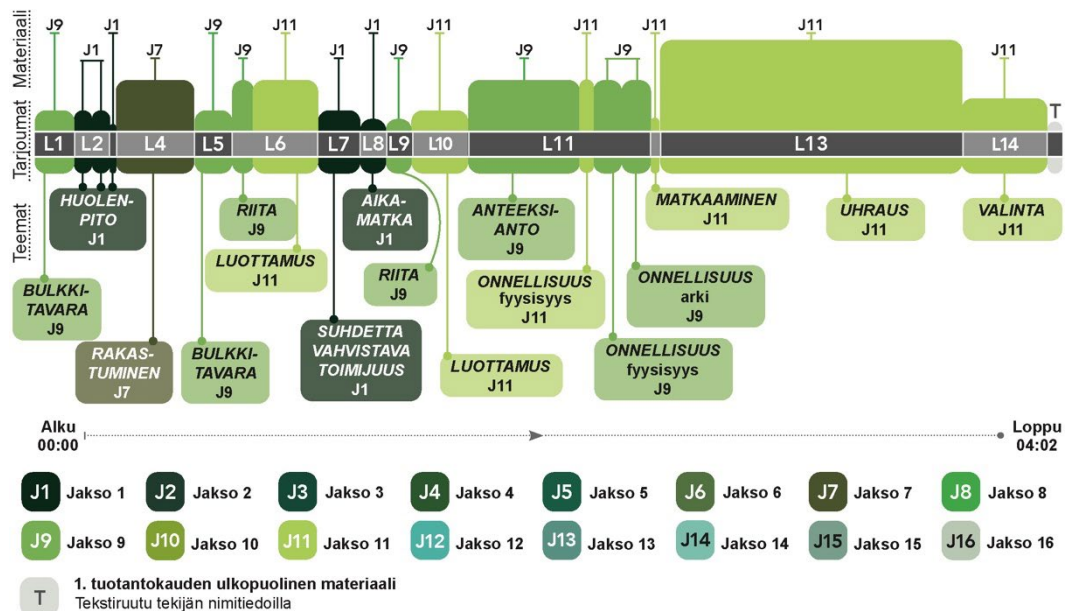 Materiaali
Tarjoumat
Teemat
J9
J1
J1
J7
J9
J9
J11
J1
J1
J9
J11
J9
J11
J9
J11
J11
J11
T
L1
L2
L4
L5
L6
L7
L8
L9
L10
L11
L13
L14
HUOLEN-
PITO
J1
RIITA
J9
AIKA-
MATKA
J1
ANTEEKSI-
ANTO
J9
MATKAAMINEN
J11
UHRAUS
J11
VALINTA
J11
LUOTTAMUS
J11
RIITA
J9
ONNELLISUUS
fyysisyys
J11
ONNELLISUUS
arki
J9
BULKKI-
TAVARA
J9
RAKAS-
TUMINEN
J7
BULKKI-
TAVARA
J9
SUHDETTA
VAHVISTAVA
TOIMIJUUS
J1
LUOTTAMUS
J11
ONNELLISUUS
fyysisyys
J9
Alku
00:00
Loppu
04:02
J1 Jakso 1
J2 Jakso 2
J3 Jakso 3
J4 Jakso 4
J5 Jakso 5
J6 Jakso 6
J7 Jakso 7
J8 Jakso 8
J9 Jakso 9
J10 Jakso 10
J11 Jakso 11
J12 Jakso 12
J13 Jakso 13
J14 Jakso 14
J15 Jakso 15
J16 Jakso 16
T
1. tuotantokauden ulkopuolinen materiaali
Tekstiruutu tekijän nimitiedoilla